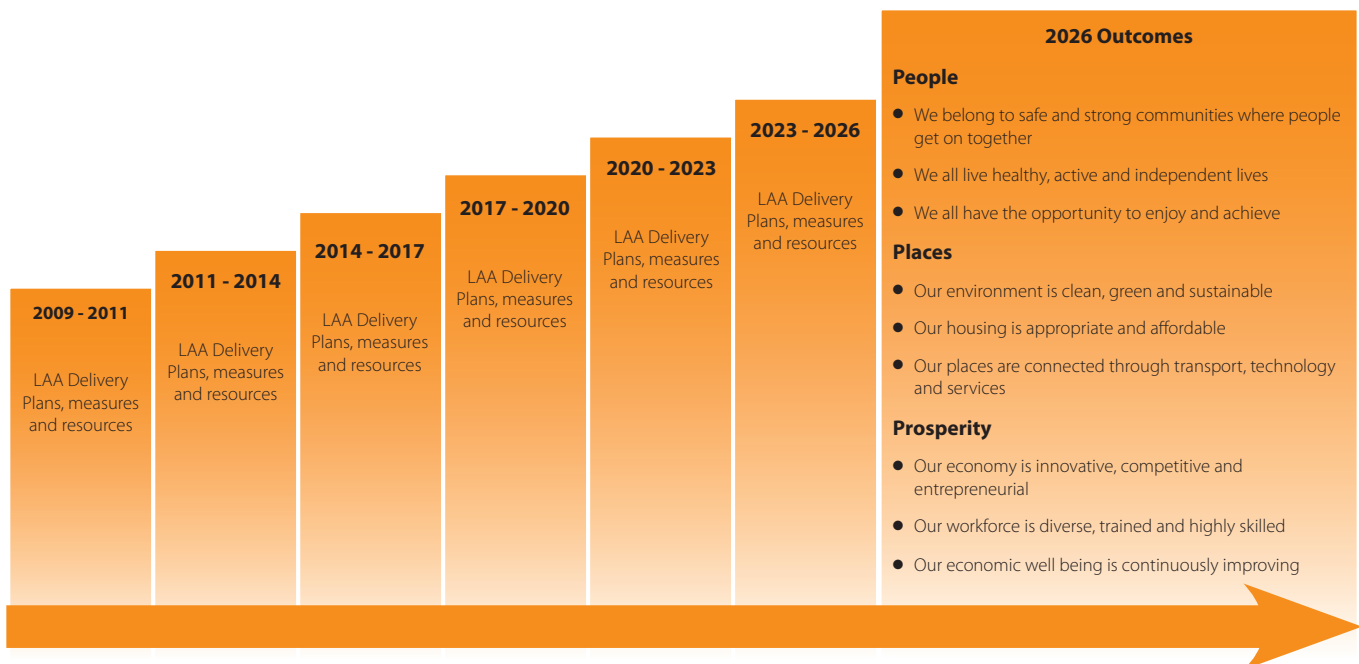 2009 - 2011
LAA Delivery
Plans, measures
and resources
2011 - 2014
LAA Delivery
Plans, measures
and resources
2014 - 2017
LAA Delivery
Plans, measures
and resources
2017 - 2020
LAA Delivery
Plans, measures
and resources
2020 - 2023
LAA Delivery
Plans, measures
and resources
2023 - 2026
LAA Delivery
Plans, measures
and resources
2026 Outcomes
People
● We belong to safe and strong communities where people
get on together
● We all live healthy, active and independent lives
● We all have the opportunity to enjoy and achieve
Places
● Our environment is clean, green and sustainable
● Our housing is appropriate and affordable
● Our places are connected through transport, technology
and services
Prosperity
● Our economy is innovative, competitive and
entrepreneurial
● Our workforce is diverse, trained and highly skilled
● Our economic well being is continuously improving